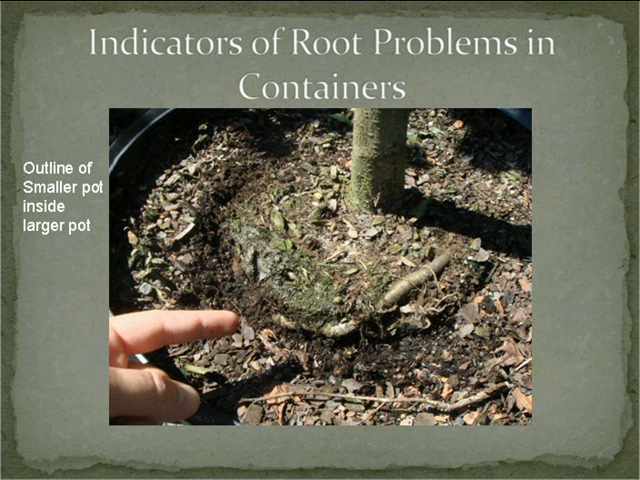 Indicators of Root Problems in
Containers
Outline of
Smaller pot
inside
larger pot